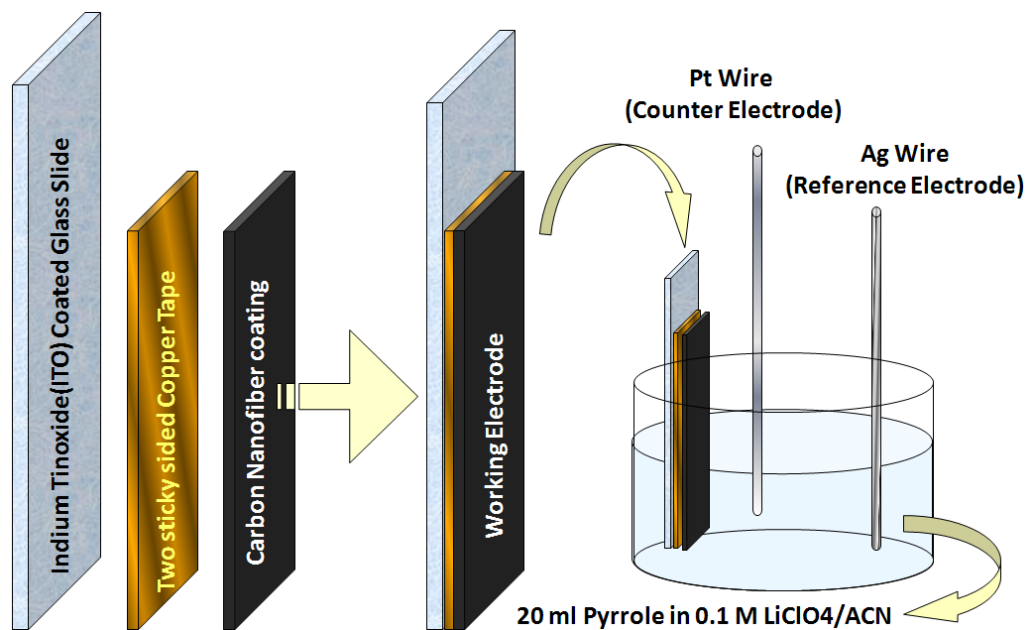 Indium Tinoxide(ITO) Coated Glass Slide
Two sticky sided Copper Tape
Carbon Nanofiber coating
Working Electrode
Pt Wire
(Counter Electrode)
Ag Wire
(Reference Electrode)
20 ml Pyrrole in 0.1 M LiClO4/ACN